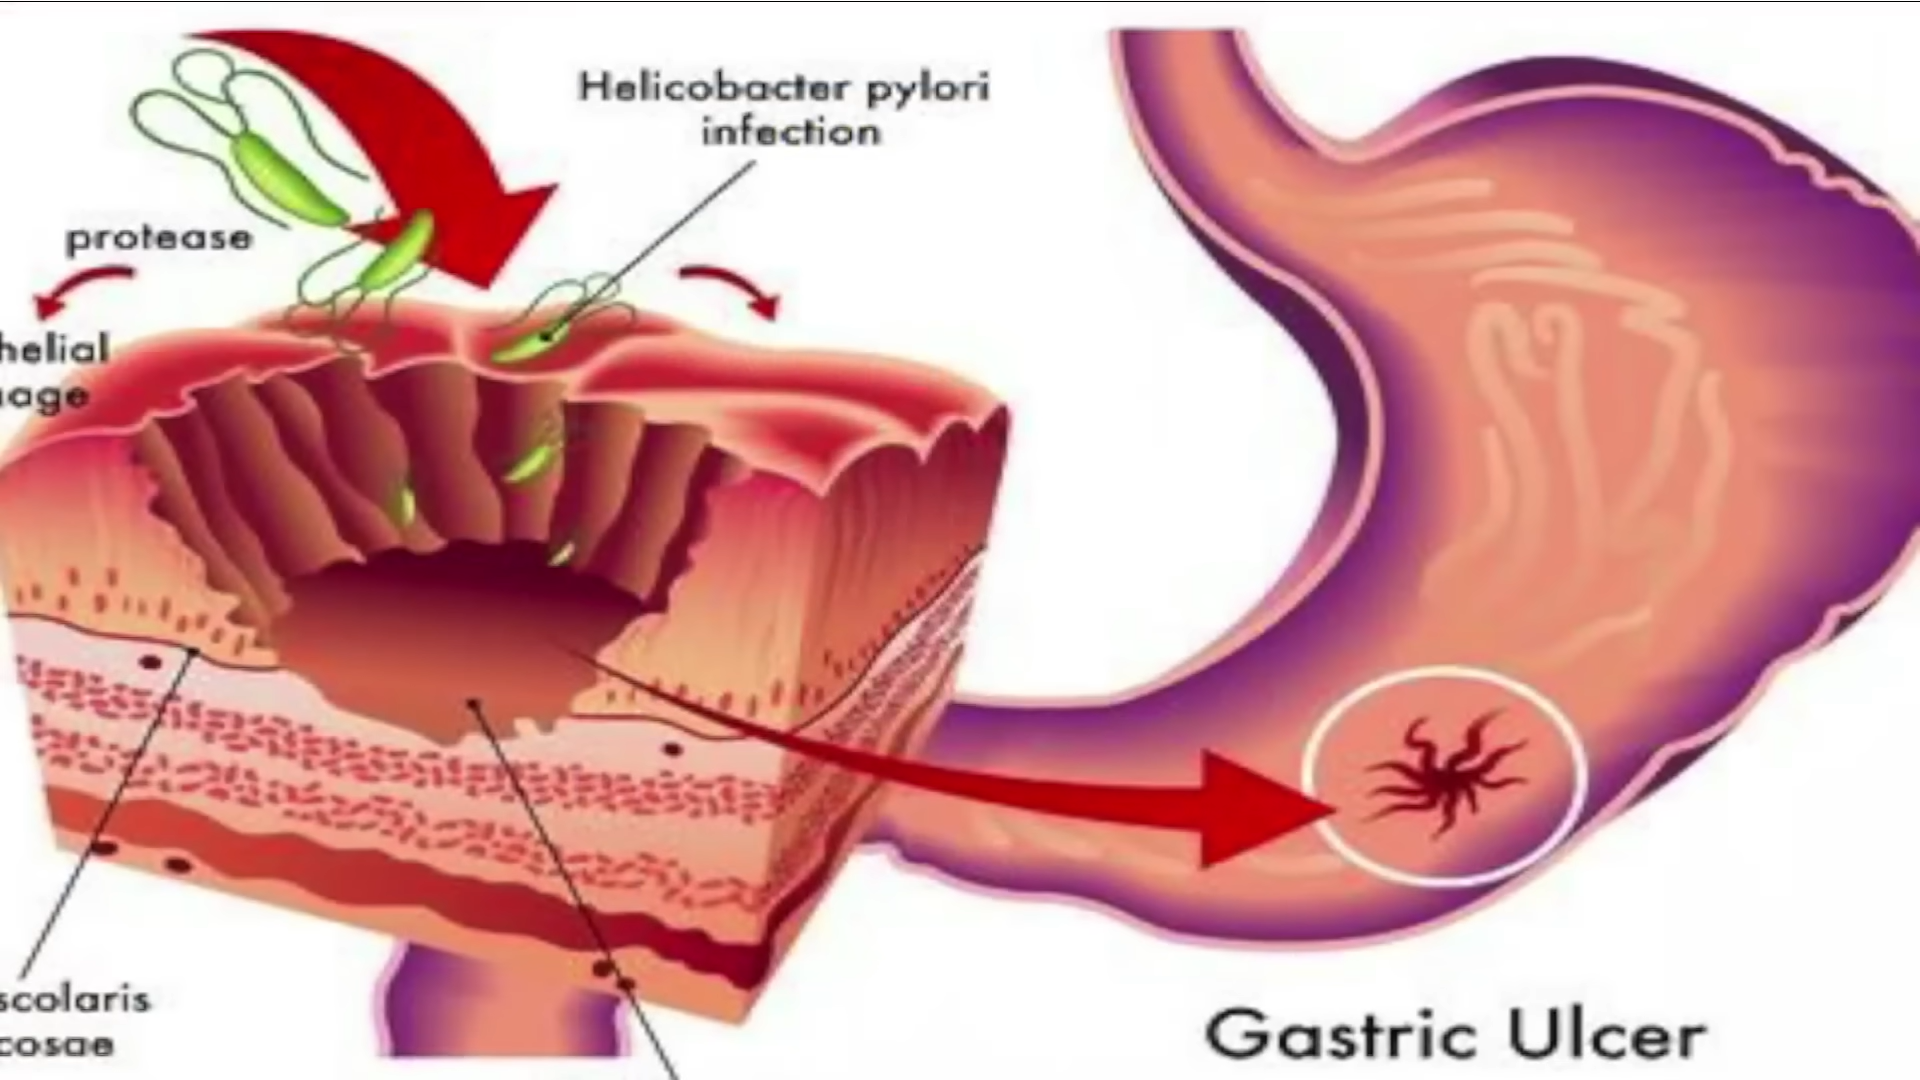 Helicobacter pylori
infection
protease
helial
age
scolaris
cosae
Gastric Ulcer